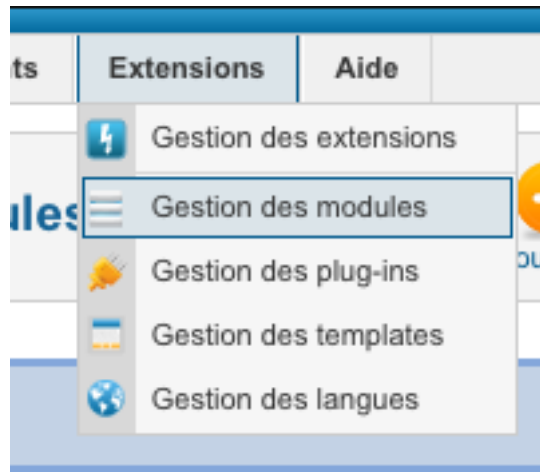 ts Extensions Aide
Gestion des extensions
ules
Gestion des modules
ou
Gestion des plug-ins
Gestion des templates
Gestion des langues